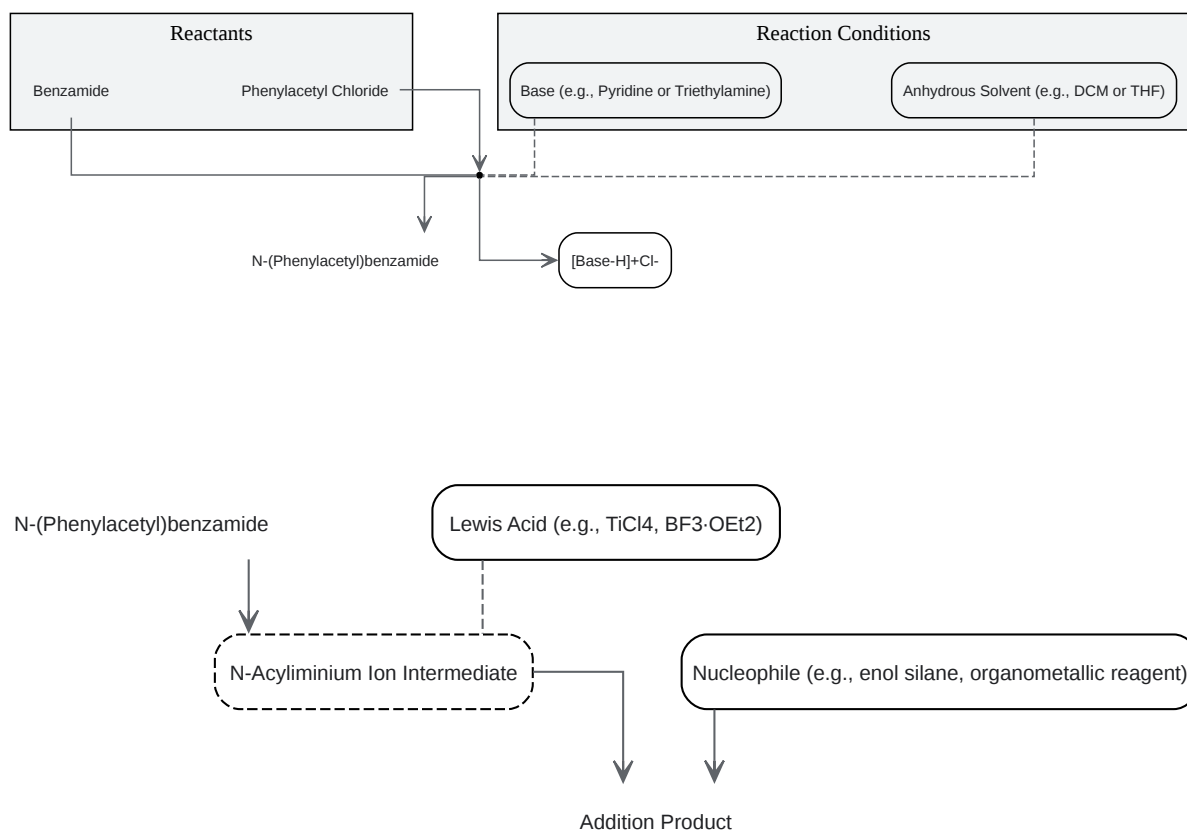 Reactants
Reaction Conditions
Benzamide
Phenylacetyl Chloride
Base (e.g., Pyridine or Triethylamine)
Anhydrous Solvent (e.g., DCM or THF)
N-(Phenylacetyl)benzamide
[Base-H]+Cl-
N-(Phenylacetyl)benzamide
Lewis Acid (e.g., TiCl4, BF3·OEt2)
N-Acyliminium Ion Intermediate
Nucleophile (e.g., enol silane, organometallic reagent)
Addition Product